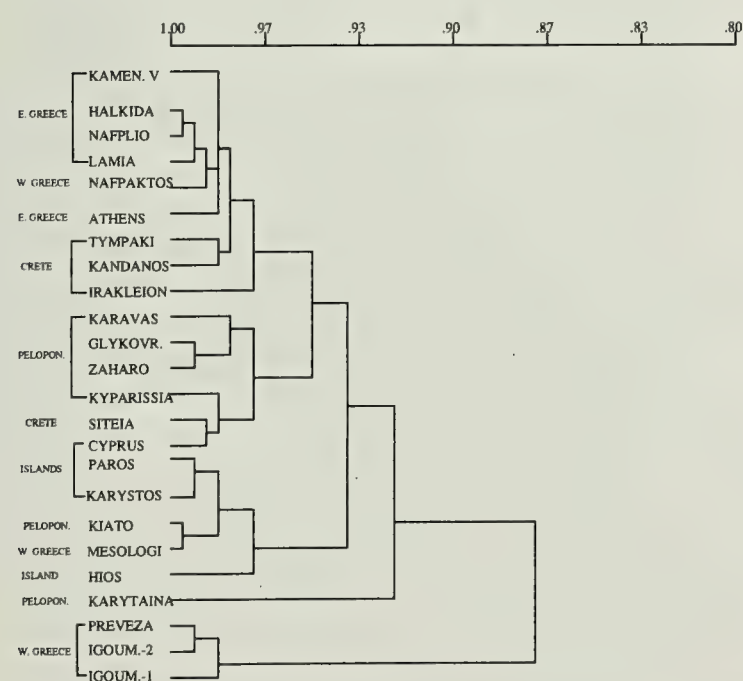 1.00 .97 .93 .90 .87 .83 .80
KAMEN. V
E. GREECE HALKIDA
NAFPLIO
LAMIA
W GREECE NAFPAKTOS
E. GREECE ATHENS
TYMPAKI
CRETE KANDANOS
IRAKLEION
KARAVAS
GLYKOVR.
PELOPON. ZAHARO
KYPARISSIA
CRETE SITEIA
CYPRUS
ISLANDS PAROS
KARYSTOS
PELOPON. KIATO
W GREECE MESOLOGI
ISLAND HIOS
PELOPON. KARYTAINA
PREVEZA
W. GREECE IGOUM.-2
IGOUM.-1